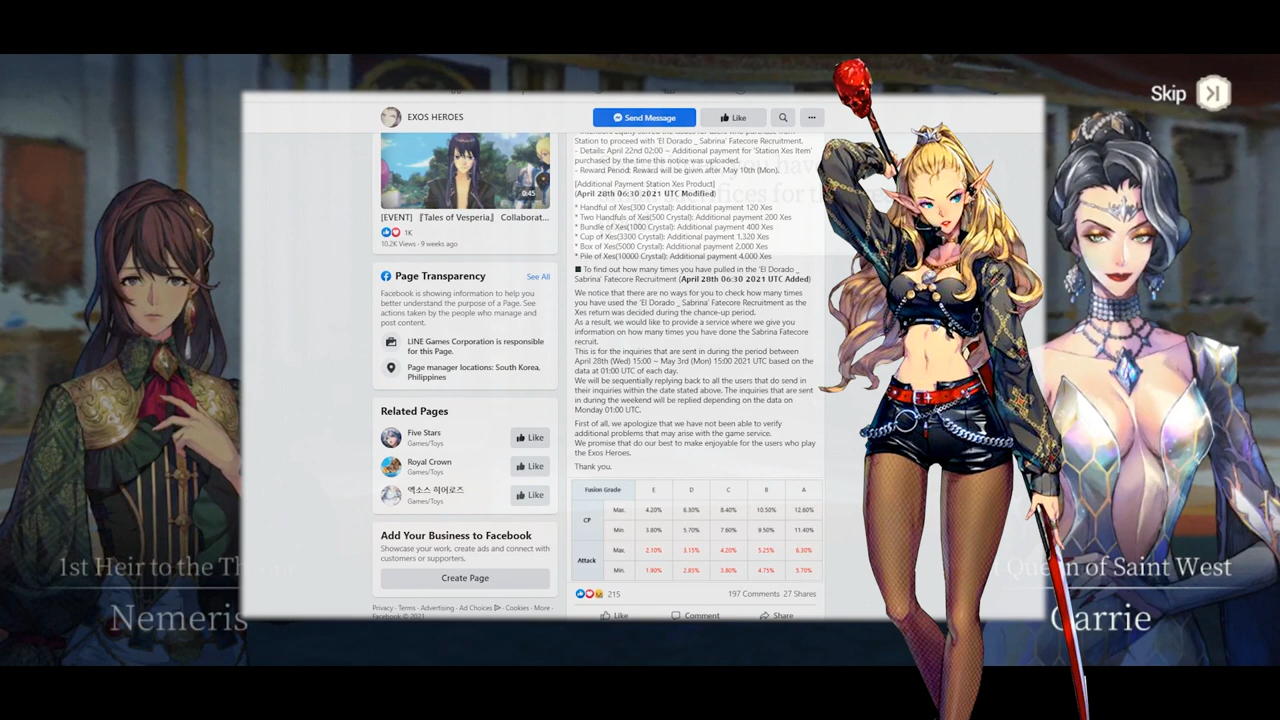 Skip
EXOS HEROES
Send Message
Like
Station to proceed with 'El Dorado _ Sabrina' Fatecore Recruitment.
- Details: April 22nd 02:00 ~ Additional payment for 'Station Xes Item'
purchased by the time this notice was uploaded.
- Reward Period: Reward will be given after May 10th (Mon).
[Additional Payment Station Xes Product]
(April 28th 06:30 2021 UTC Modified)
* Handful of Xes(300 Crystal): Additional payment 120 Xes
* Two Handfuls of Xes(500 Crystal): Additional payment 200 Xes
* Bundle of Xes(1000 Crystal): Additional payment 400 Xes
* Cup of Xes(3300 Crystal): Additional payment 1,320 Xes
* Box of Xes(5000 Crystal): Additional payment 2,000 Xes
* Pile of Xes(10000 Crystal): Additional payment 4,000 Xes
■ To find out how many times you have pulled in the 'El Dorado _
Sabrina' Fatecore Recruitment (April 28th 06:30 2021 UTC Added)
We notice that there are no ways for you to check how many times
you have used the 'El Dorado _ Sabrina' Fatecore Recruitment as the
Xes return was decided during the chance-up period.
As a result, we would like to provide a service where we give you
information on how many times you have done the Sabrina Fatecore
recruit.
This is for the inquiries that are sent in during the period between
April 28th (Wed) 15:00 ~ May 3rd (Mon) 15:00 2021 UTC based on the
data at 01:00 UTC of each day.
We will be sequentially replying back to all the users that do send in
their inquiries within the date stated above. The inquiries that are sent
in during the weekend will be replied depending on the data on
Monday 01:00 UTC.
First of all, we apologize that we have not been able to verify
additional problems that may arise with the game service.
We promise that do our best to make enjoyable for the users who play
the Exos Heroes.
Thank you.
Fusion Grade E D C B A
CP Max. 4.20% 6.30% 8.40% 10.50% 12.60%
Min. 3.80% 5.70% 7.60% 9.50% 11.40%
Attack Max. 2.10% 3.15% 4.20% 5.25% 6.30%
Min. 1.90% 2.85% 3.80% 4.75% 5.70%
215 197 Comments 27 Shares
Like Comment Share
0:45
[EVENT] 『Tales of Vesperia』 Collaborat...
1K
10.2K Views · 9 weeks ago
Page Transparency See All
Facebook is showing information to help you
better understand the purpose of a Page. See
actions taken by the people who manage and
post content.
LINE Games Corporation is responsible
for this Page.
Page manager locations: South Korea,
Philippines
Related Pages
Five Stars
Games/Toys
Like
Royal Crown
Games/Toys
Like
엑소스 히어로즈
Games/Toys
Like
Add Your Business to Facebook
Showcase your work, create ads and connect with
customers or supporters.
Create Page
Privacy · Terms · Advertising · Ad Choices · Cookies · More ·
Facebook © 2021
1st Heir to the
Nemeris
Queen of Saint West
Carrie